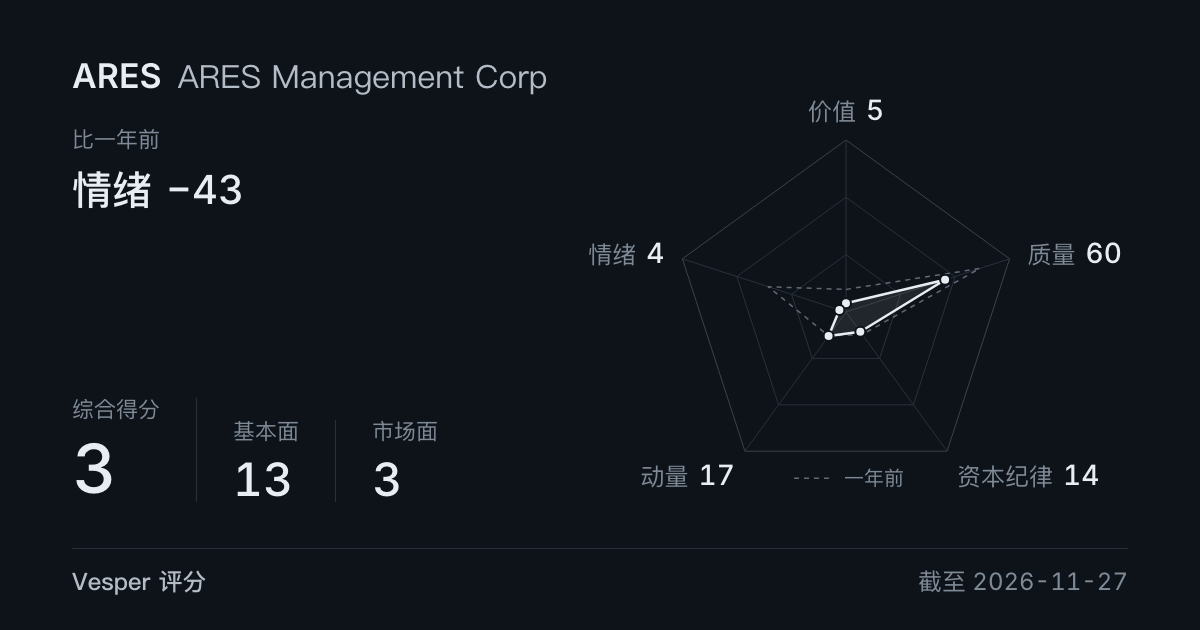 ARES ARES Management Corp
比一年前
情绪 −43
价值 5
情绪 4
质量 60
综合得分
3
基本面
13
市场面
3
动量 17
一年前
资本纪律 14
Vesper 评分
截至 2026-11-27